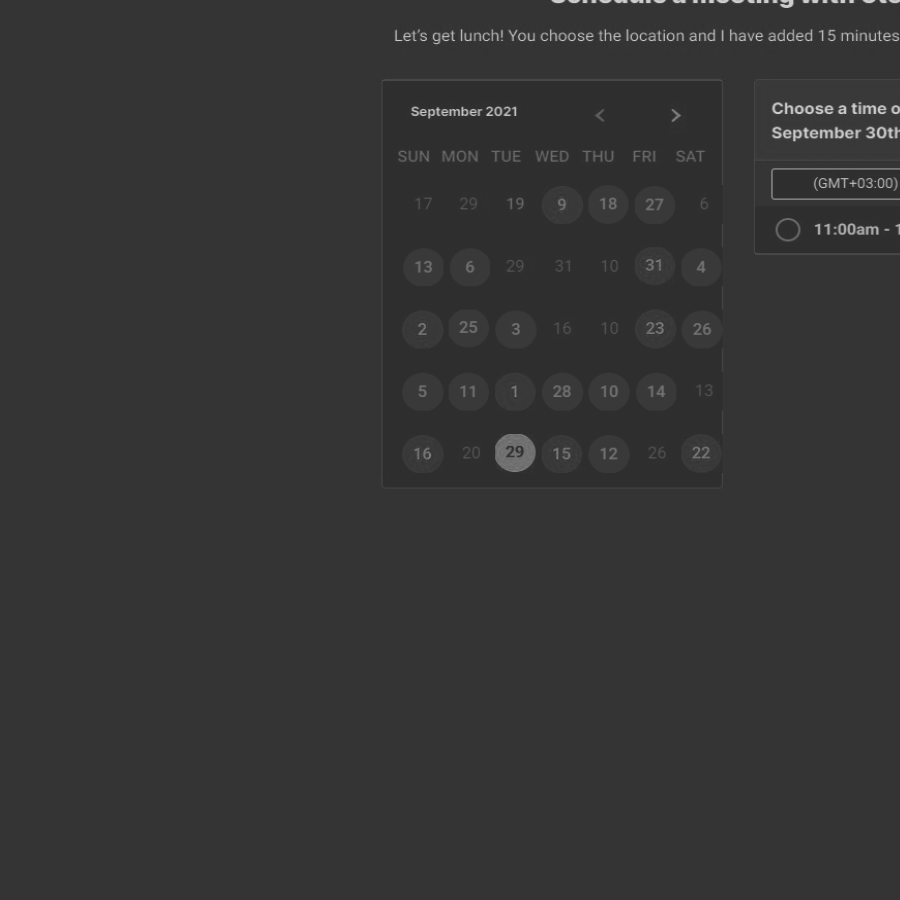 Schedule a meeting with
Let's get lunch! You choose the location and I have added 15 minutes
September 2021
SUN MON TUE WED THU FRI SAT
17 29 19 9 18 27 6
13 6 29 31 10 31 4
2 25 3 16 10 23 26
5 11 1 28 10 14 13
16 20 29 15 12 26 22
Choose a time
September 30th
(GMT+03:00)
11:00am -